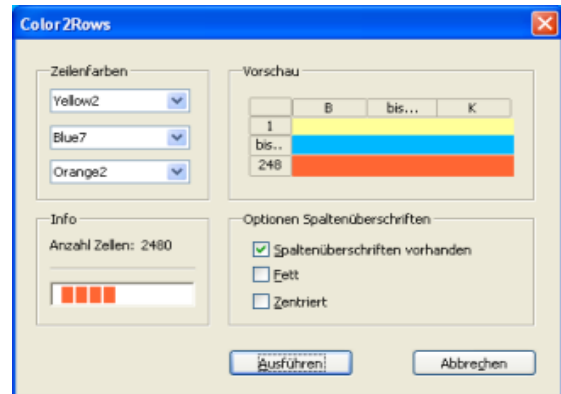 Color2Rows
Zeilenfarben
Yellow2
Blue7
Orange2
Vorschau
B bis... K
1
bis..
248
Info
Anzahl Zellen: 2480
Optionen Spaltenüberschriften
Spaltenüberschriften vorhanden
Fett
Zentriert
Ausführen
Abbrechen